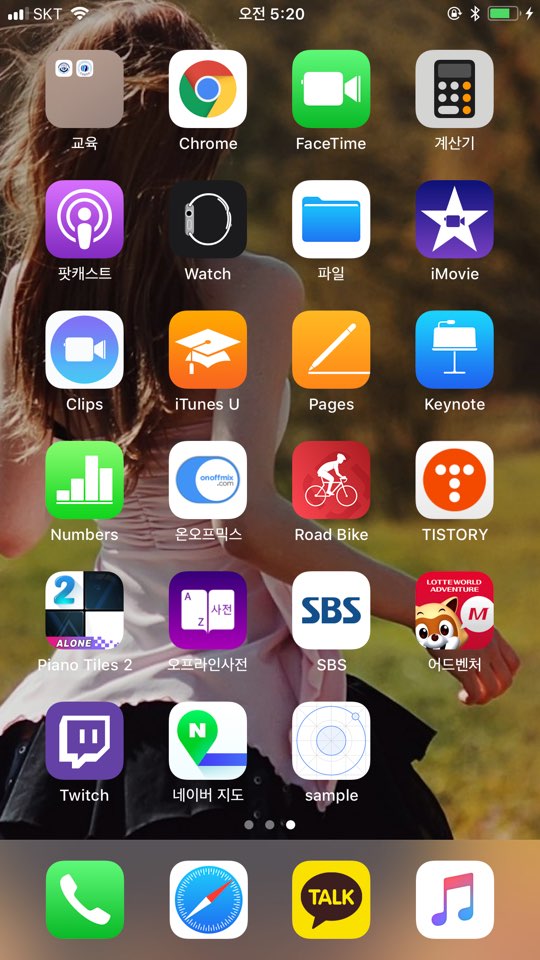 SKT 오전 5:20
교육 Chrome FaceTime 계산기
팟캐스트 Watch 파일 iMovie
Clips iTunes U Pages Keynote
onoffmix
.com
Numbers 온오프믹스 Road Bike TISTORY
2
ALONE
A 사전
Z
SBS
LOTTE WORLD
ADVENTURE
M
Piano Tiles 2 오프라인사전 SBS 어드벤처
N
Twitch 네이버 지도 sample
TALK